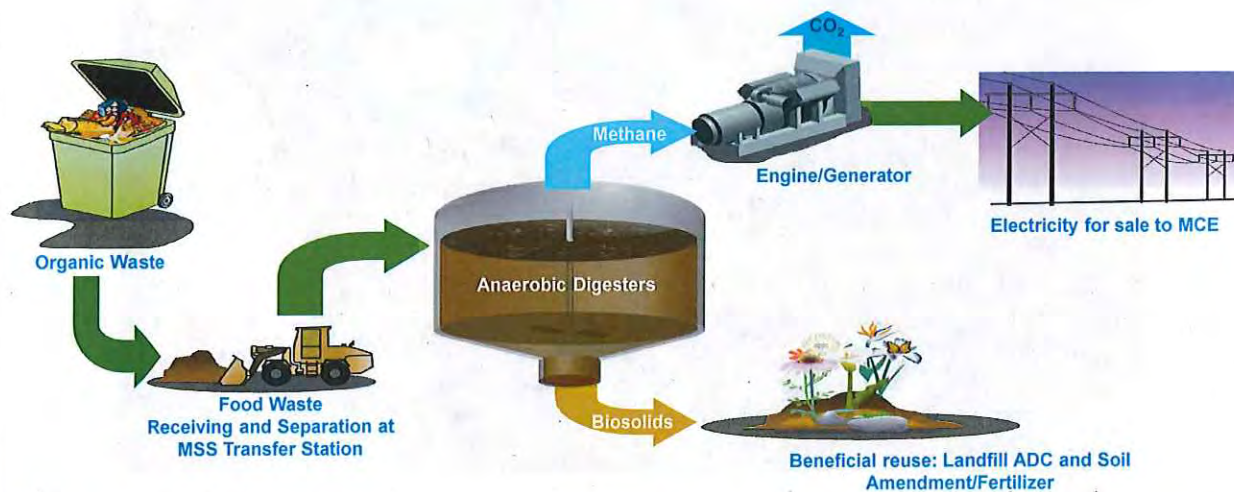 CO₂
Methane
Engine/Generator
Electricity for sale to MCE
Organic Waste
Anaerobic Digesters
Food Waste
Receiving and Separation at
MSS Transfer Station
Biosolids
Beneficial reuse: Landfill ADC and Soil
Amendment/Fertilizer